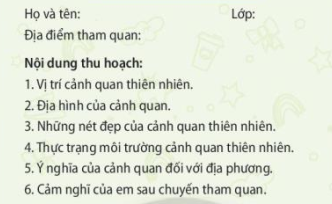 Họ và tên: Lớp:
Địa điểm tham quan:
Nội dung thu hoạch:
1. Vị trí cảnh quan thiên nhiên.
2. Địa hình của cảnh quan.
3. Những nét đẹp của cảnh quan thiên nhiên.
4. Thực trạng môi trường cảnh quan thiên nhiên.
5. Ý nghĩa của cảnh quan đối với địa phương.
6. Cảm nghĩ của em sau chuyến tham quan.